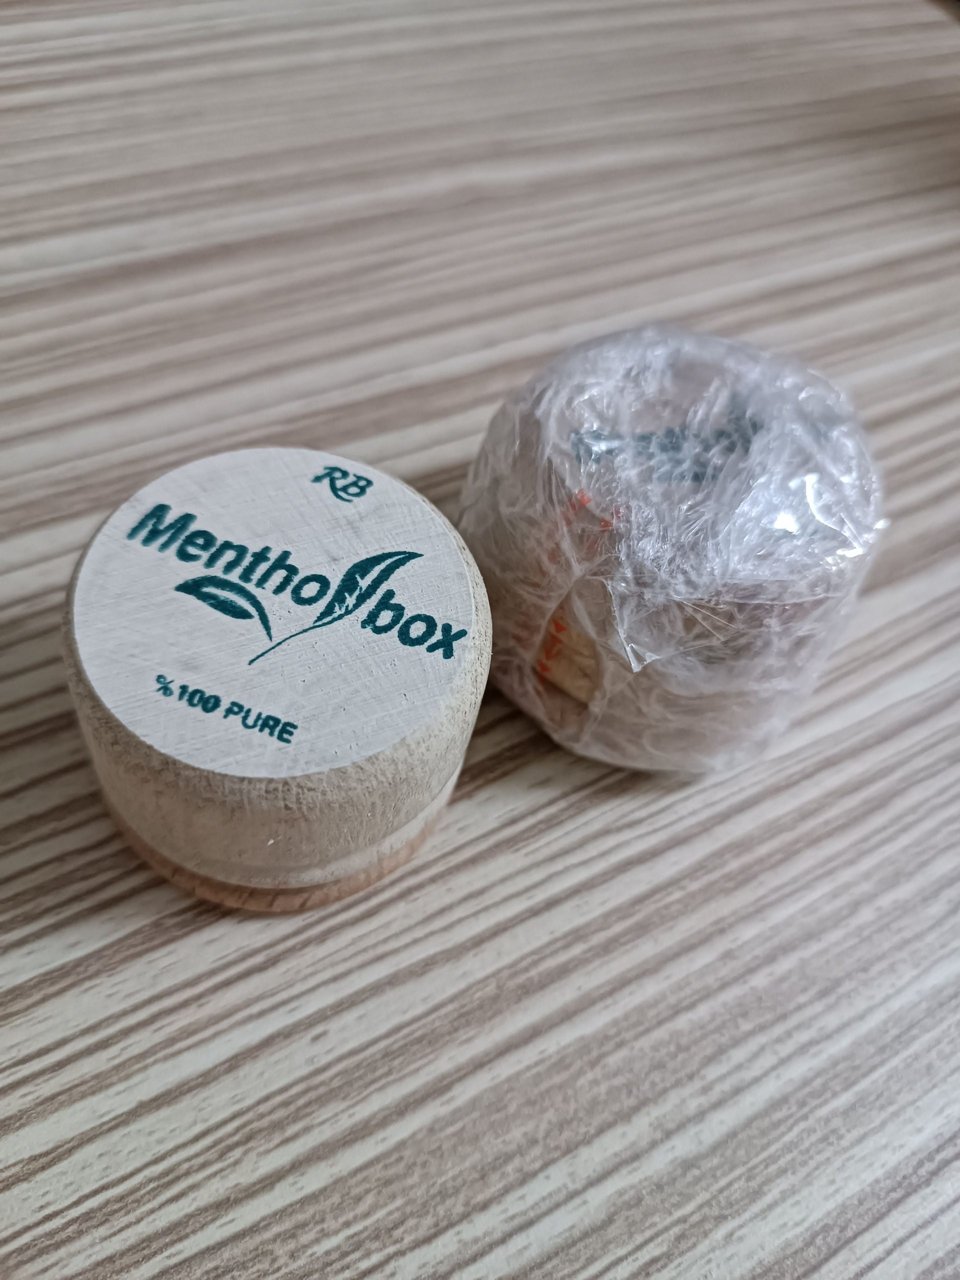 RB
Menthol box
%100 PURE